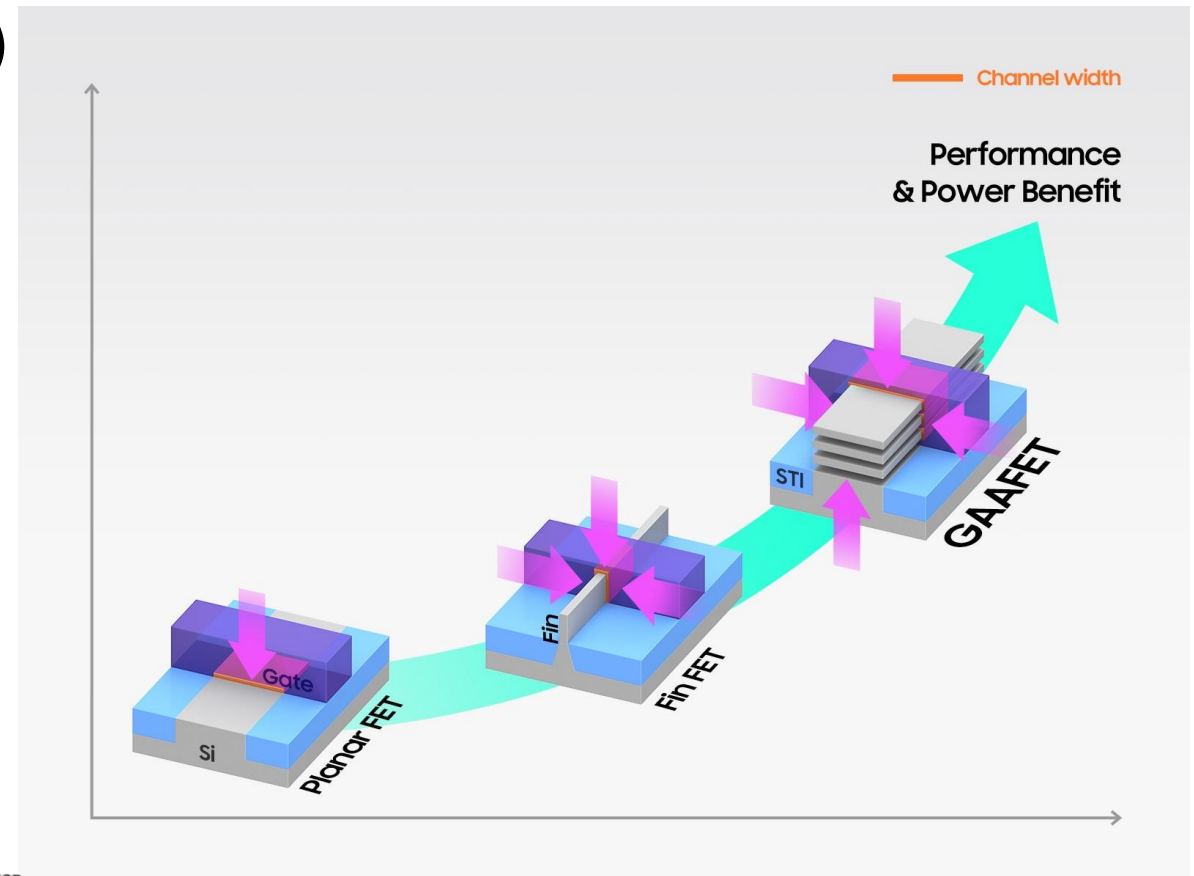 Channel width
Performance
& Power Benefit
STI
GAAFET
Fin
Fin FET
Gate
Si
Planar FET